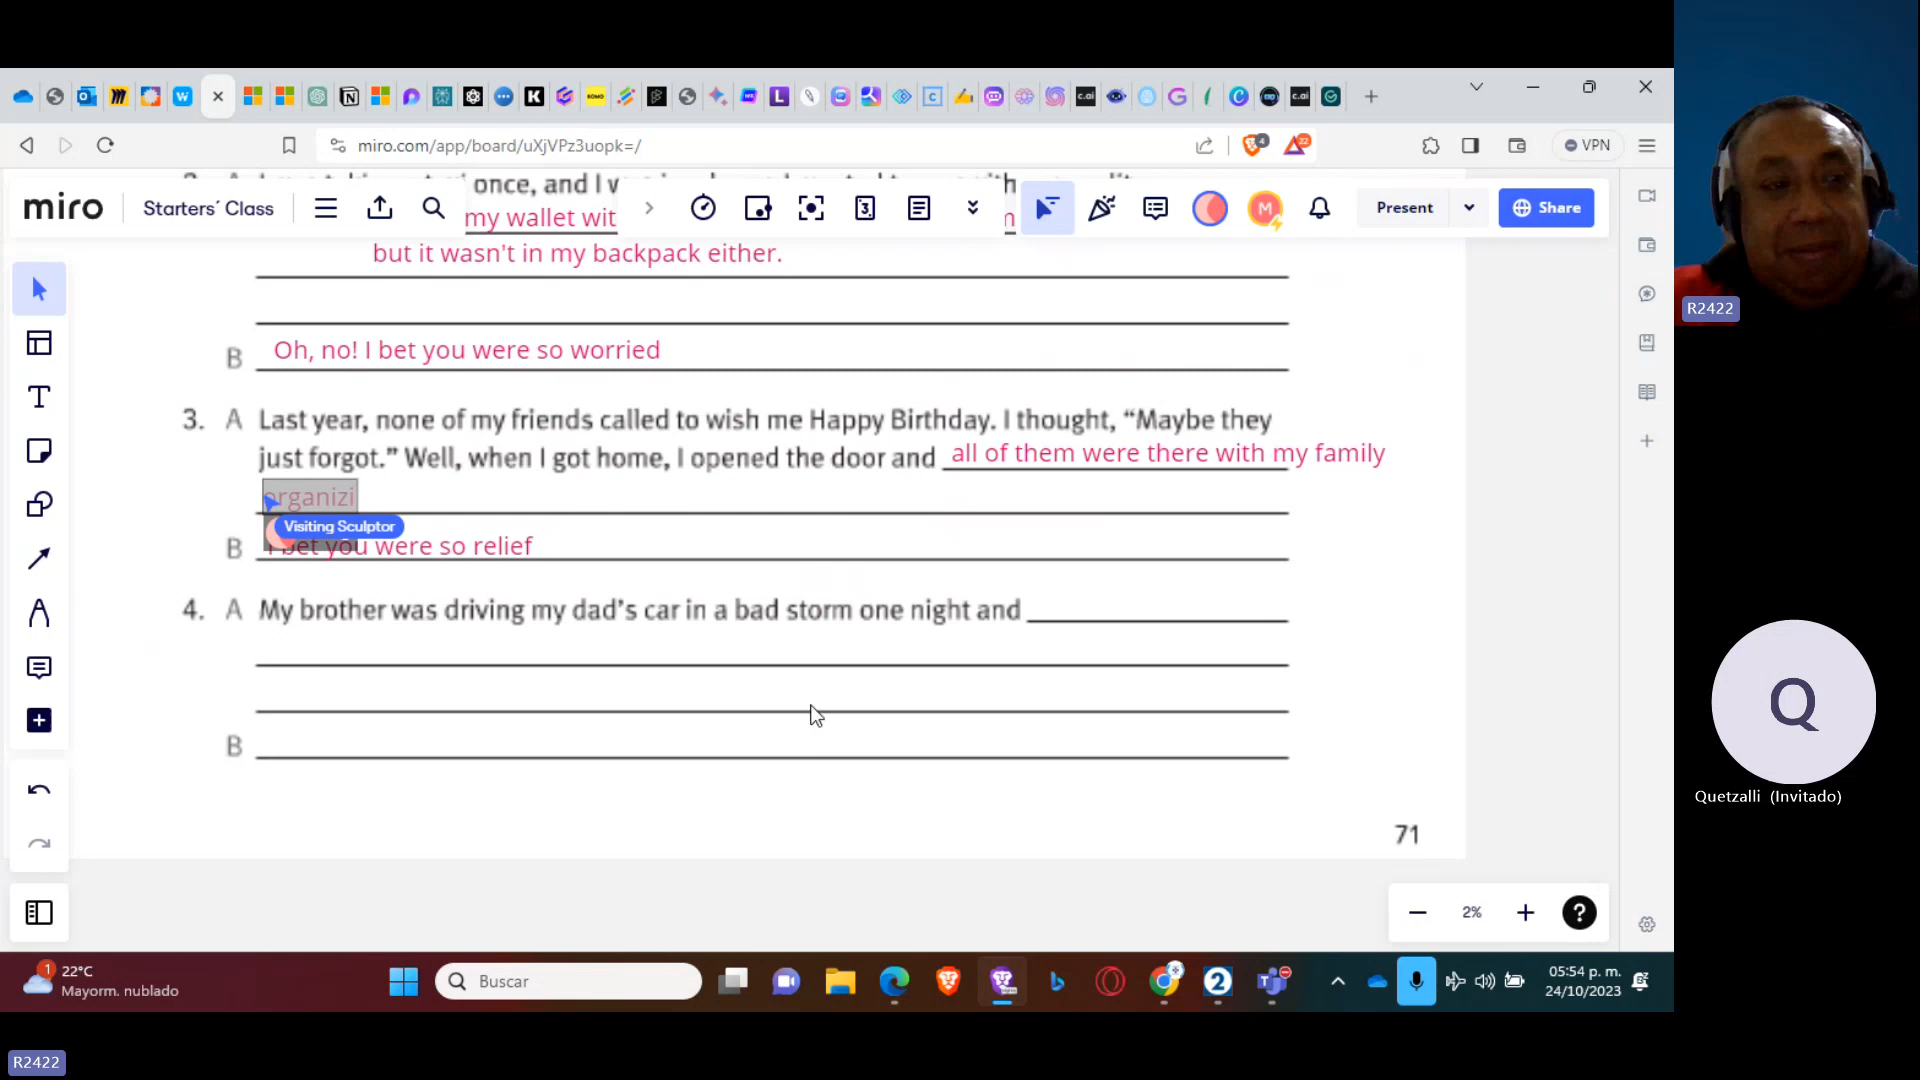 miro.com/app/board/uXjVPz3uopk=/
4
22
VPN
once, and I
miro
Starters´ Class
M
Present
Share
my wallet wit
but it wasn't in my backpack either.
B Oh, no! I bet you were so worried
3. A Last year, none of my friends called to wish me Happy Birthday. I thought, “Maybe they
just forgot.” Well, when I got home, I opened the door and all of them were there with my family
organizi
Visiting Sculptor
B I bet you were so relief
4. A My brother was driving my dad’s car in a bad storm one night and
B
71
2%
R2422
Q
Quetzalli (Invitado)
1
22°C
Mayorm. nublado
Buscar
05:54 p. m.
24/10/2023
R2422